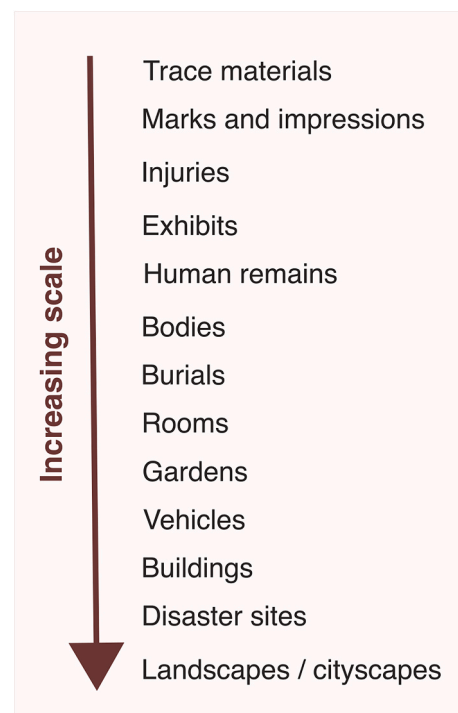 Increasing scale
Trace materials
Marks and impressions
Injuries
Exhibits
Human remains
Bodies
Burials
Rooms
Gardens
Vehicles
Buildings
Disaster sites
Landscapes / cityscapes